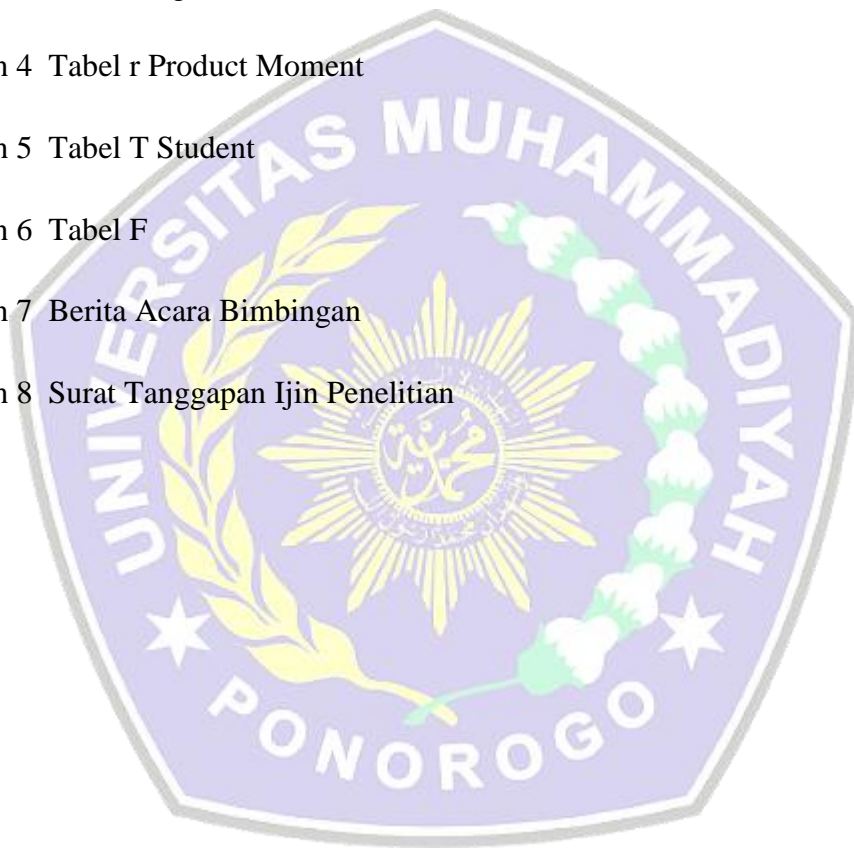 n 4 Tabel r Product Moment
n 5 Tabel T Student
n 6 Tabel F
n 7 Berita Acara Bimbingan
n 8 Surat Tanggapan Ijin Penelitian
UNIVERSITAS MUHAMMADIYAH
محمدية
PONOROGO